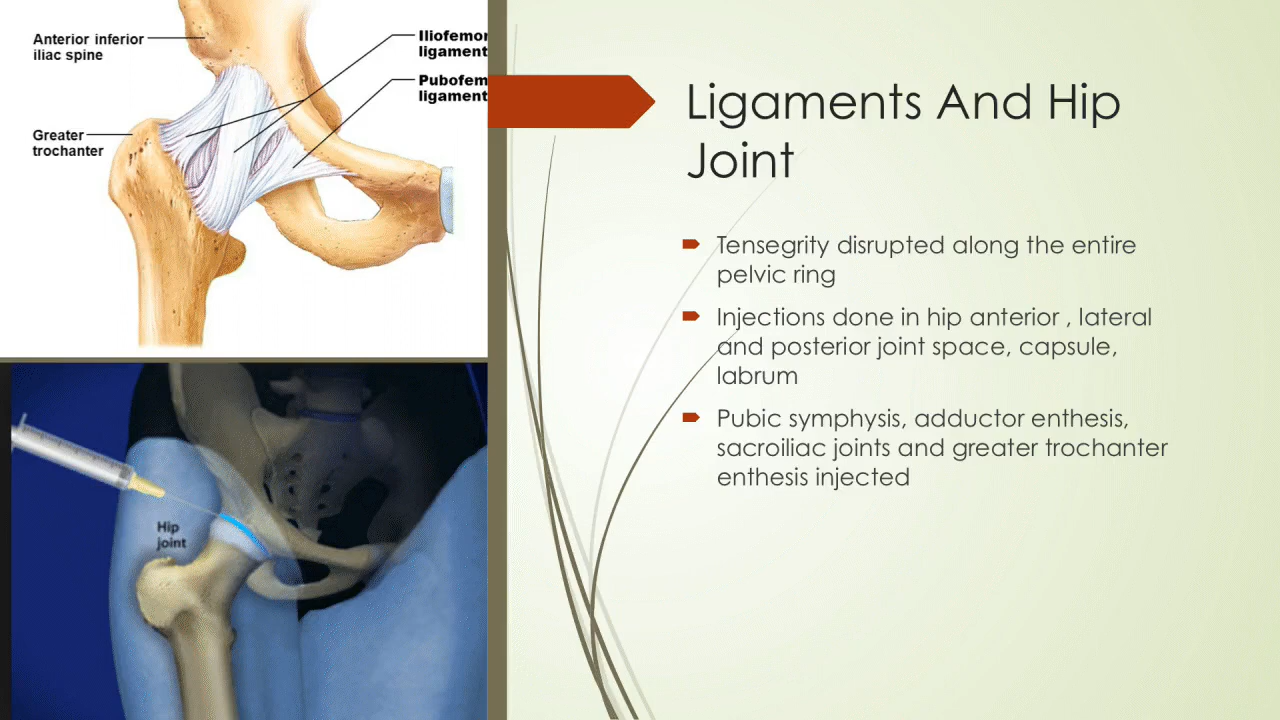 Anterior inferior
iliac spine
Iliofemor
ligament
Pubofem
ligament
Greater
trochanter
Hip
joint
Ligaments And Hip
Joint
Tensegrity disrupted along the entire
pelvic ring
Injections done in hip anterior , lateral
and posterior joint space, capsule,
labrum
Pubic symphysis, adductor enthesis,
sacroiliac joints and greater trochanter
enthesis injected